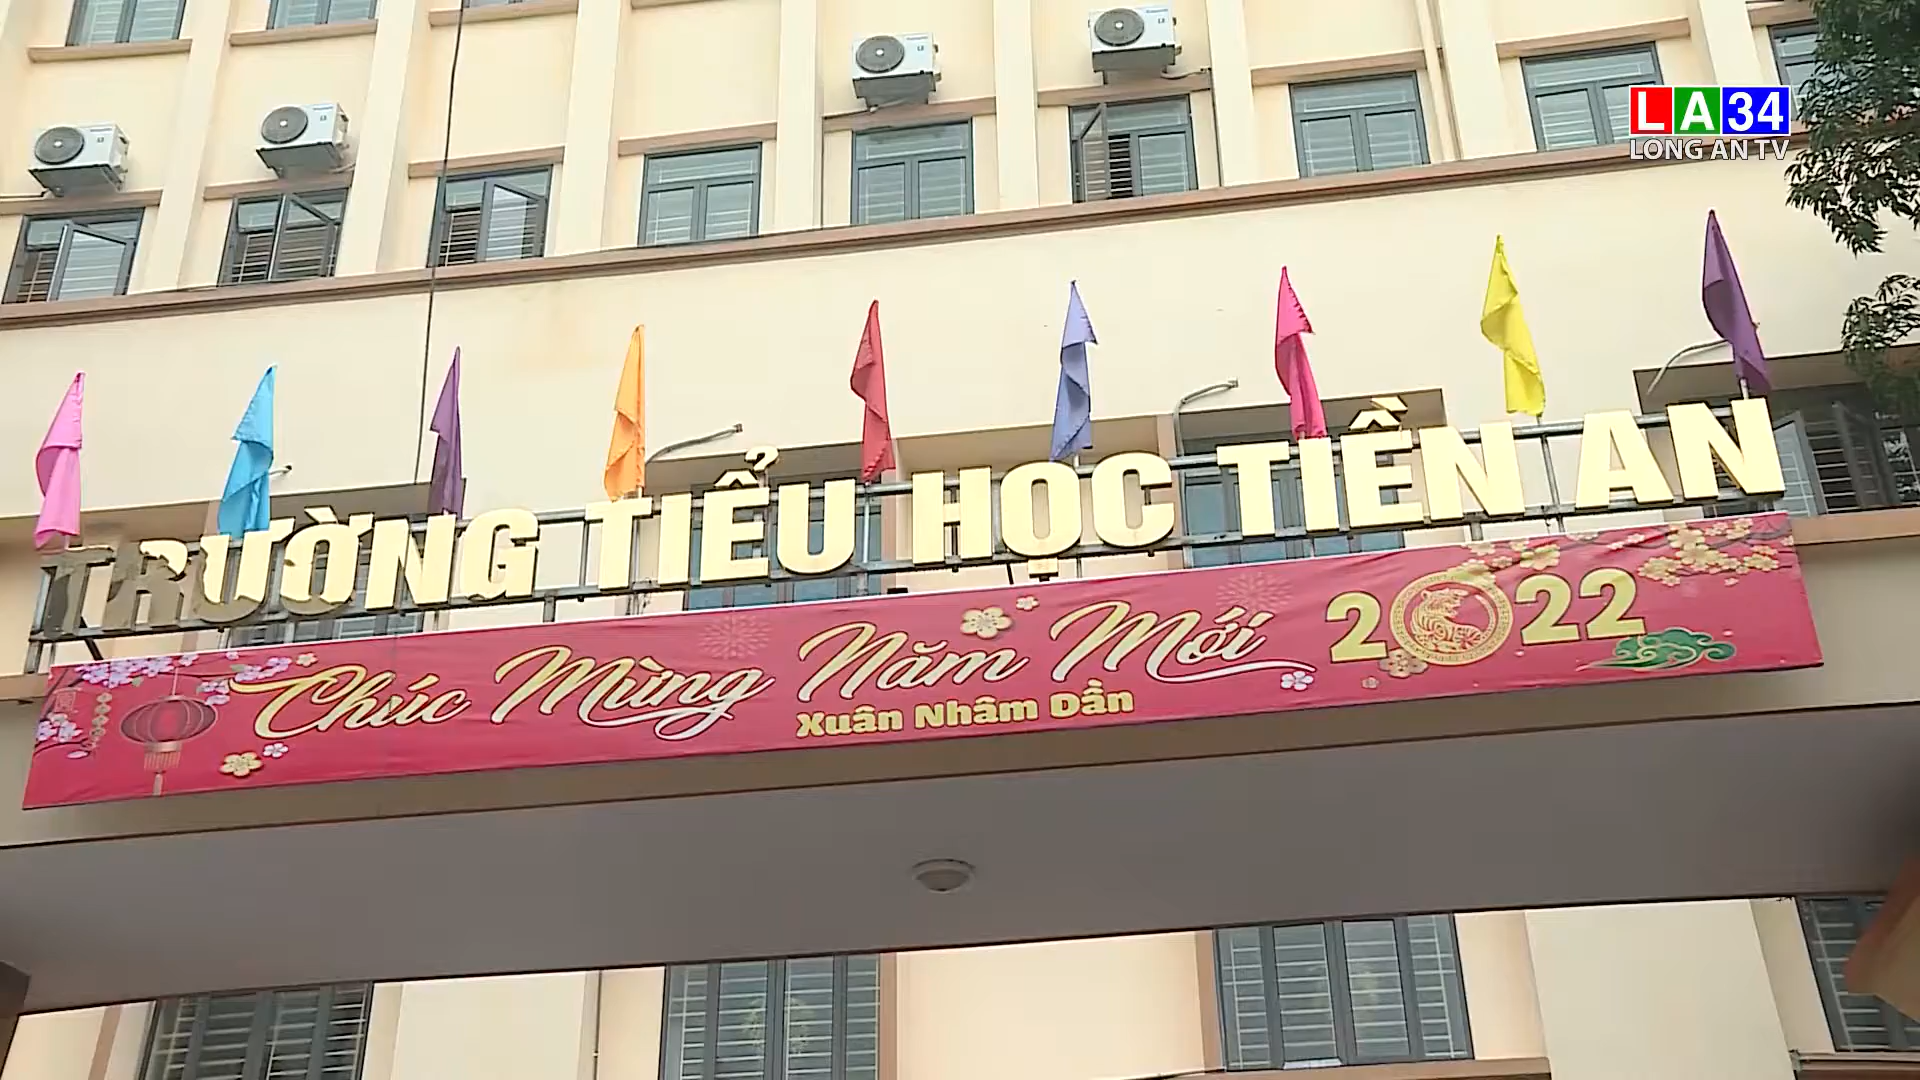 LA34
LONG AN TV
TRƯỜNG TIỂU HỌC TIỀN AN
Chúc Mừng Năm Mới 2022
Xuân Nhâm Dần